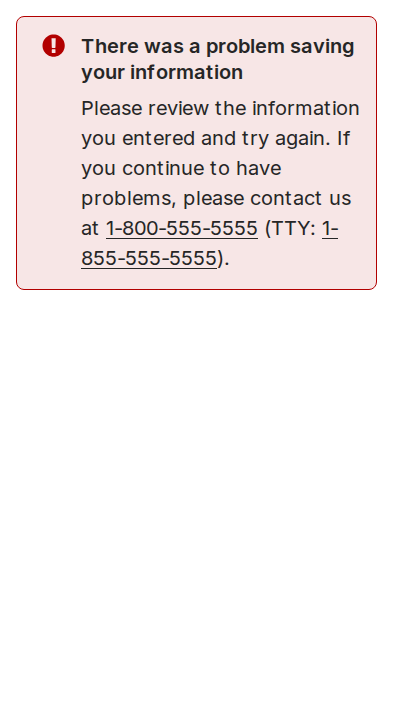 There was a problem saving
your information
Please review the information
you entered and try again. If
you continue to have
problems, please contact us
at 1-800-555-5555 (TTY: 1-
855-555-5555).